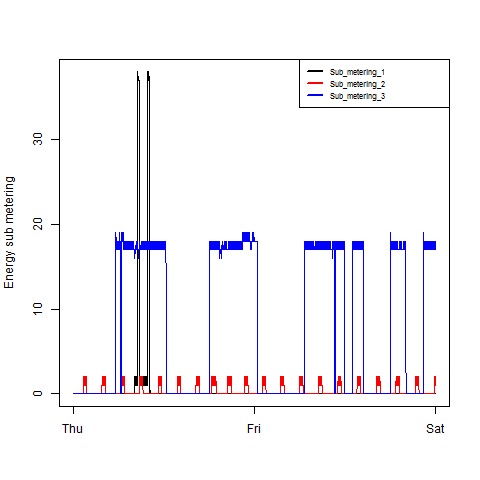 Sub_metering_1
Sub_metering_2
Sub_metering_3
Energy sub metering
30
20
10
0
Thu Fri Sat